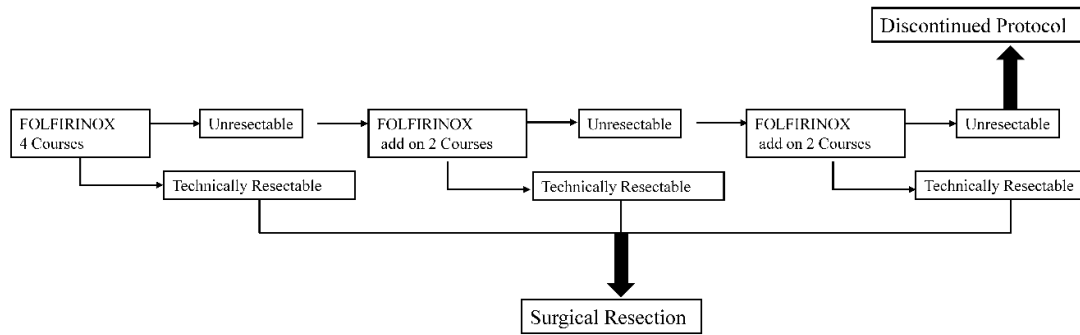 Discontinued Protocol
FOLFIRINOX
4 Courses
Unresectable
FOLFIRINOX
add on 2 Courses
Unresectable
FOLFIRINOX
add on 2 Courses
Unresectable
Technically Resectable
Technically Resectable
Technically Resectable
Surgical Resection